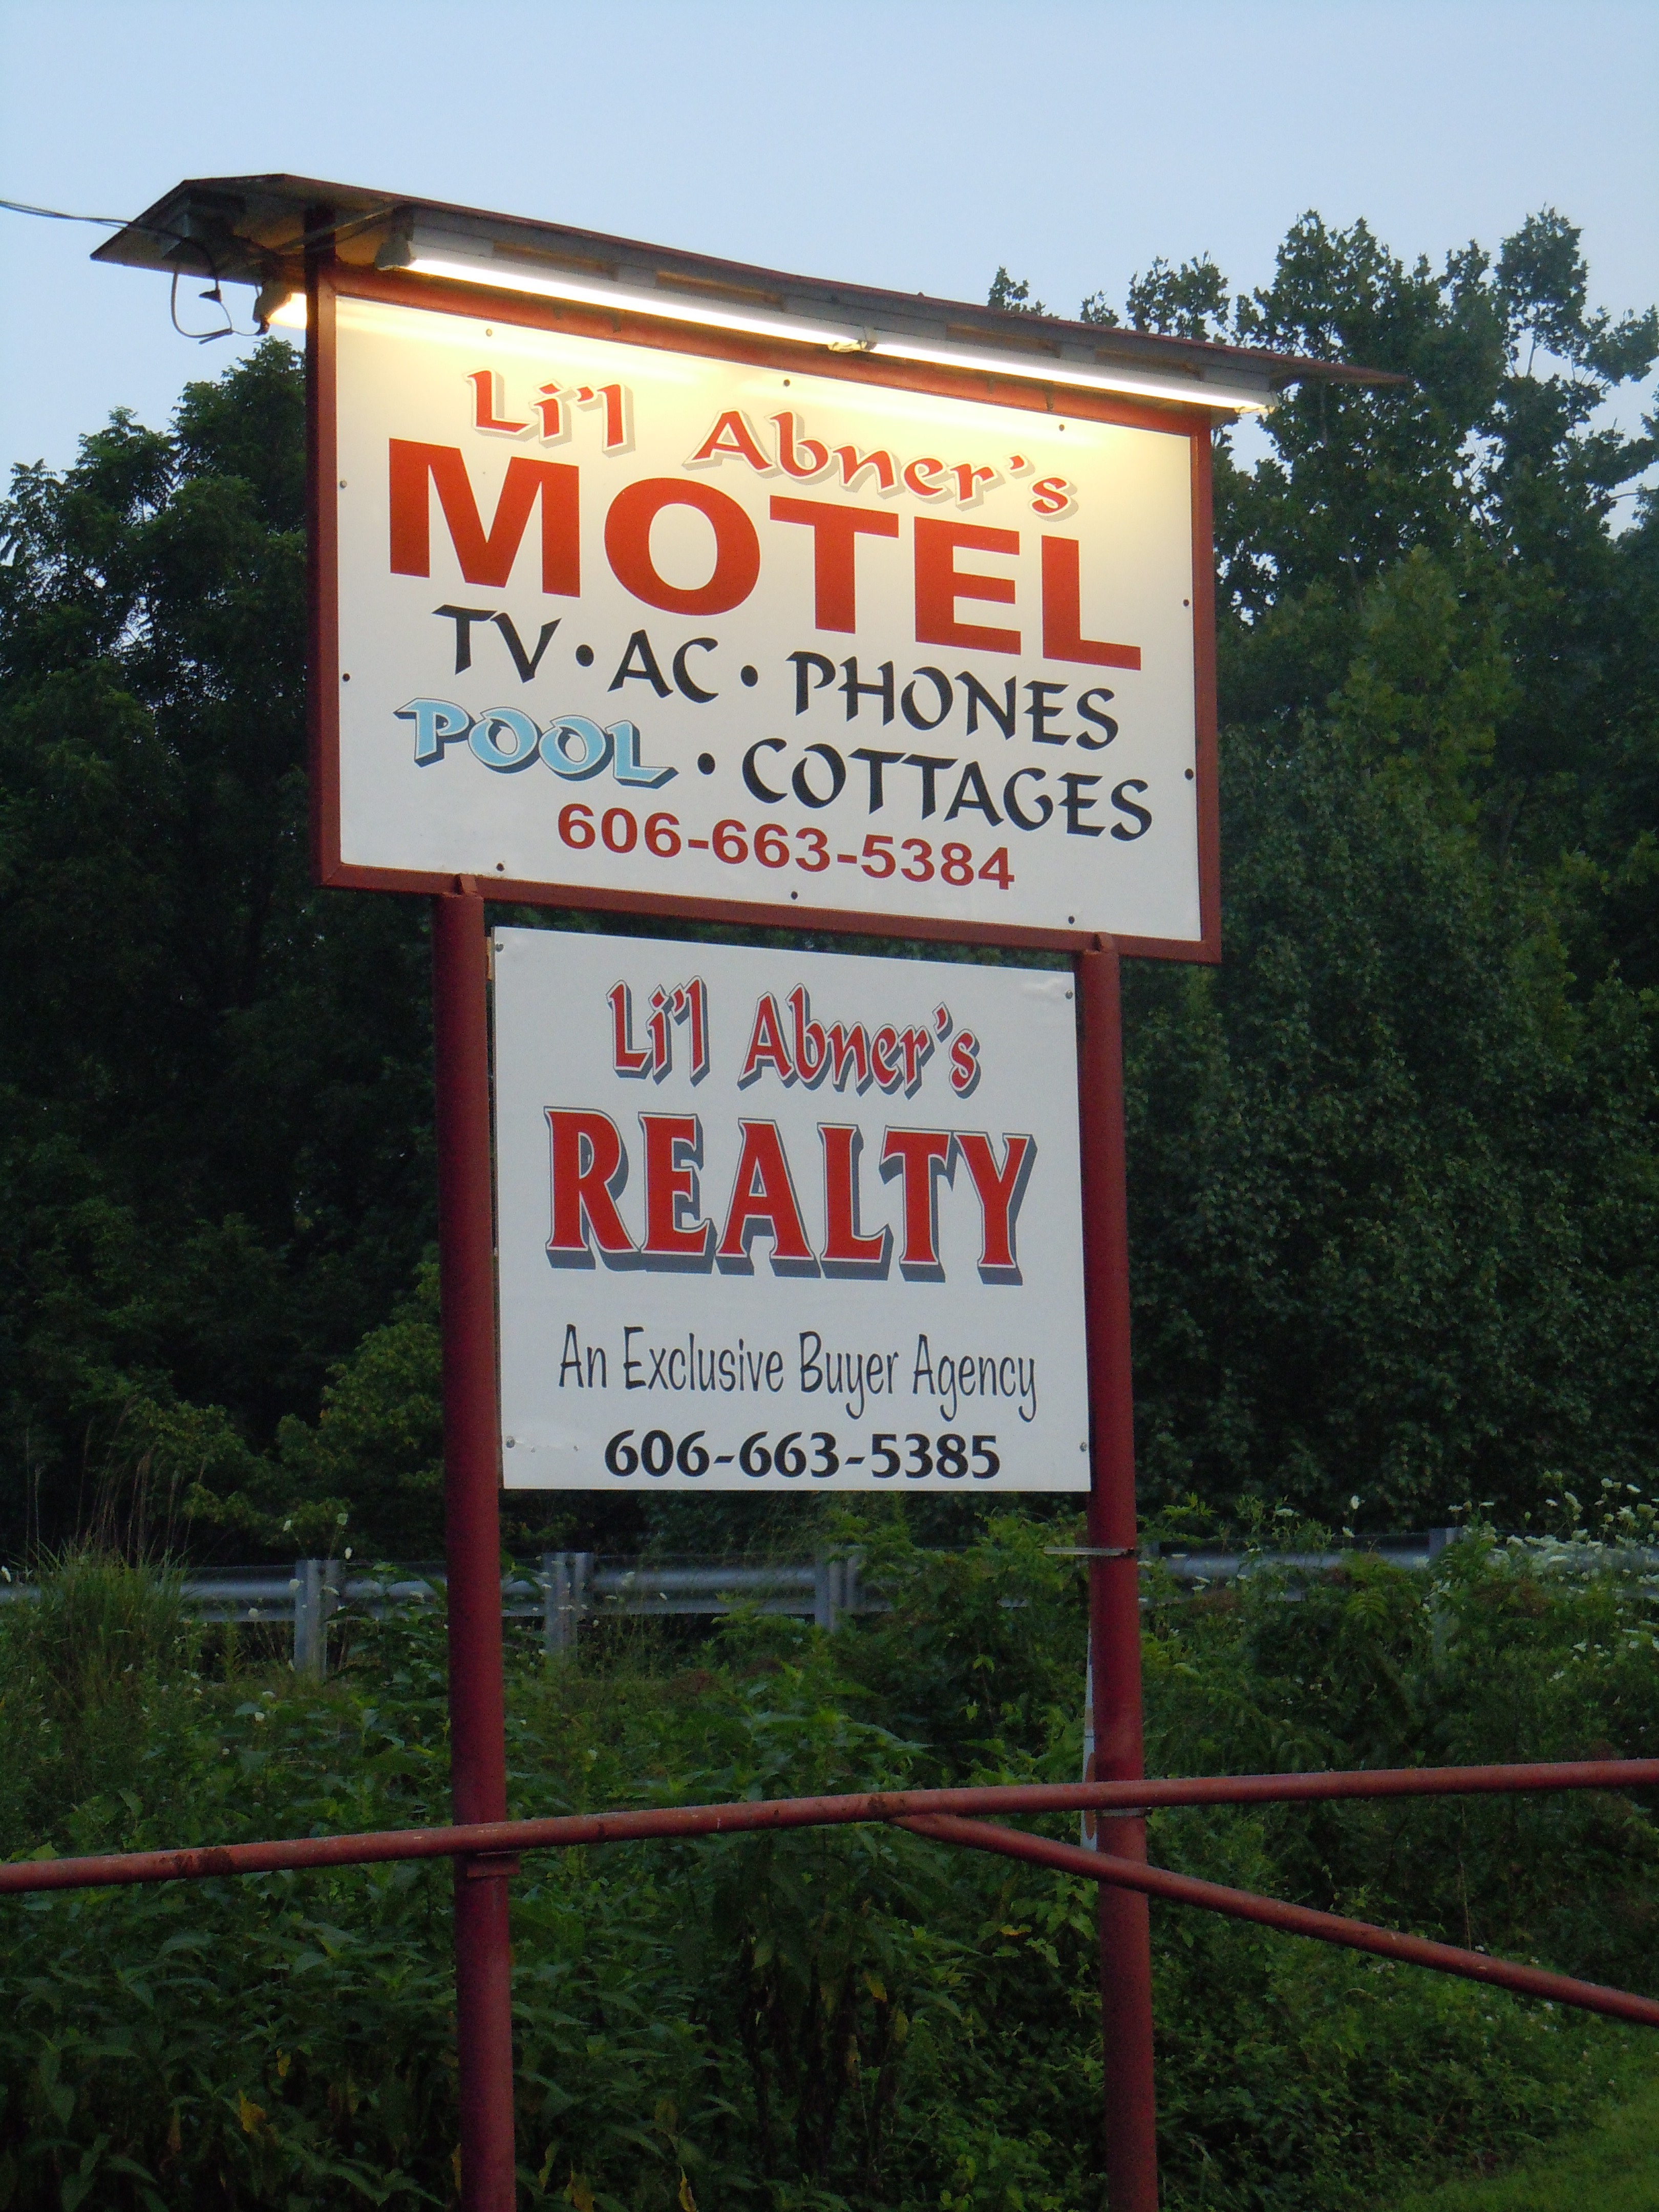 Li'l Abner's
MOTEL
TV • AC • PHONES
POOL • COTTAGES
606-663-5384
Li'l Abner's
REALTY
An Exclusive Buyer Agency
606-663-5385